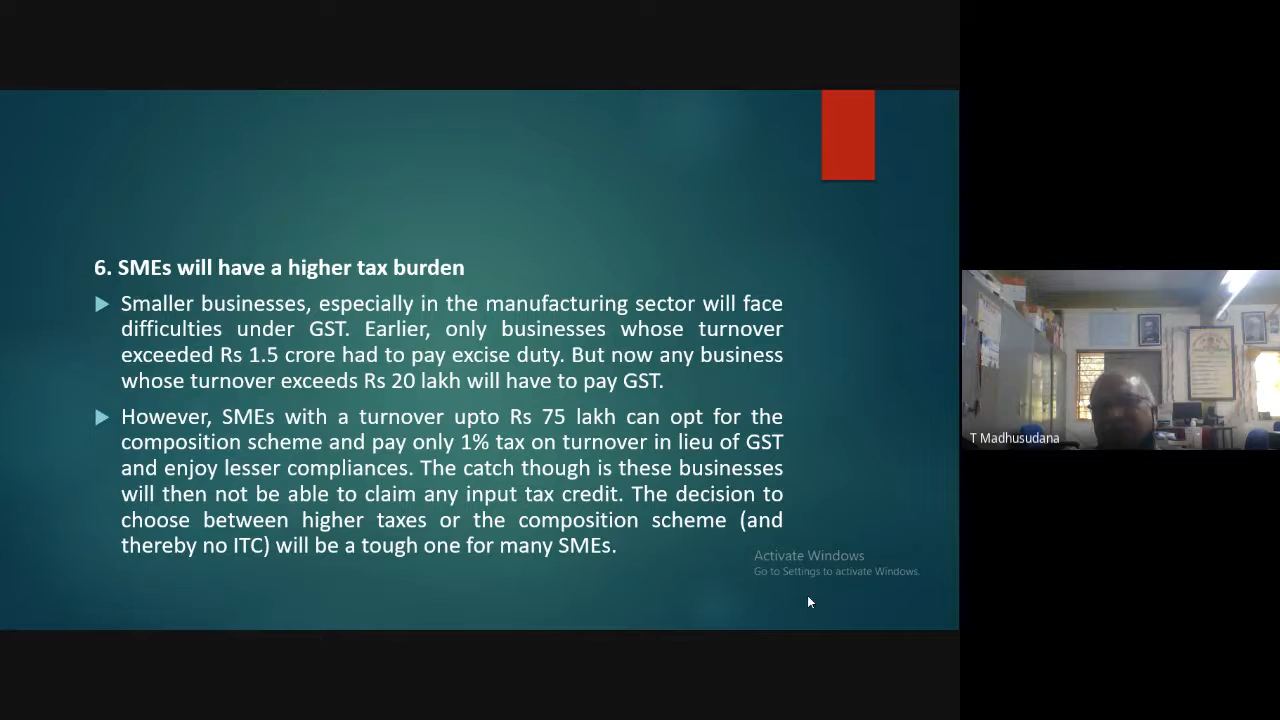 6. SMEs will have a higher tax burden
Smaller businesses, especially in the manufacturing sector will face
difficulties under GST. Earlier, only businesses whose turnover
exceeded Rs 1.5 crore had to pay excise duty. But now any business
whose turnover exceeds Rs 20 lakh will have to pay GST.
However, SMEs with a turnover upto Rs 75 lakh can opt for the
composition scheme and pay only 1% tax on turnover in lieu of GST
and enjoy lesser compliances. The catch though is these businesses
will then not be able to claim any input tax credit. The decision to
choose between higher taxes or the composition scheme (and
thereby no ITC) will be a tough one for many SMEs.
Activate Windows
Go to Settings to activate Windows.
T Madhusudana